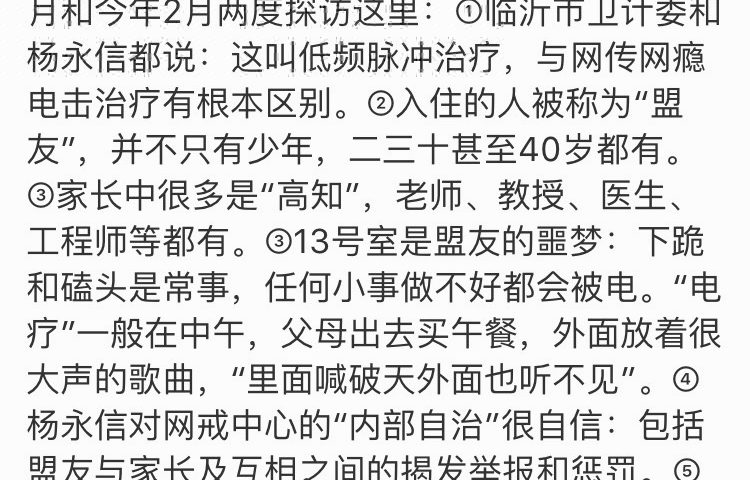 月和今年2月两度探访这里：①临沂市卫计委和
杨永信都说：这叫低频脉冲治疗，与网传网瘾
电击治疗有根本区别。②入住的人被称为“盟
友”，并不只有少年，二三十甚至40岁都有。
③家长中很多是“高知”，老师、教授、医生、
工程师等都有。③13号室是盟友的噩梦：下跪
和磕头是常事，任何小事做不好都会被电。“电
疗”一般在中午，父母出去买午餐，外面放着很
大声的歌曲，“里面喊破天外面也听不见”。④
杨永信对网戒中心的“内部自治”很自信：包括
盟友与家长及互相之间的揭发举报和惩罚。⑤